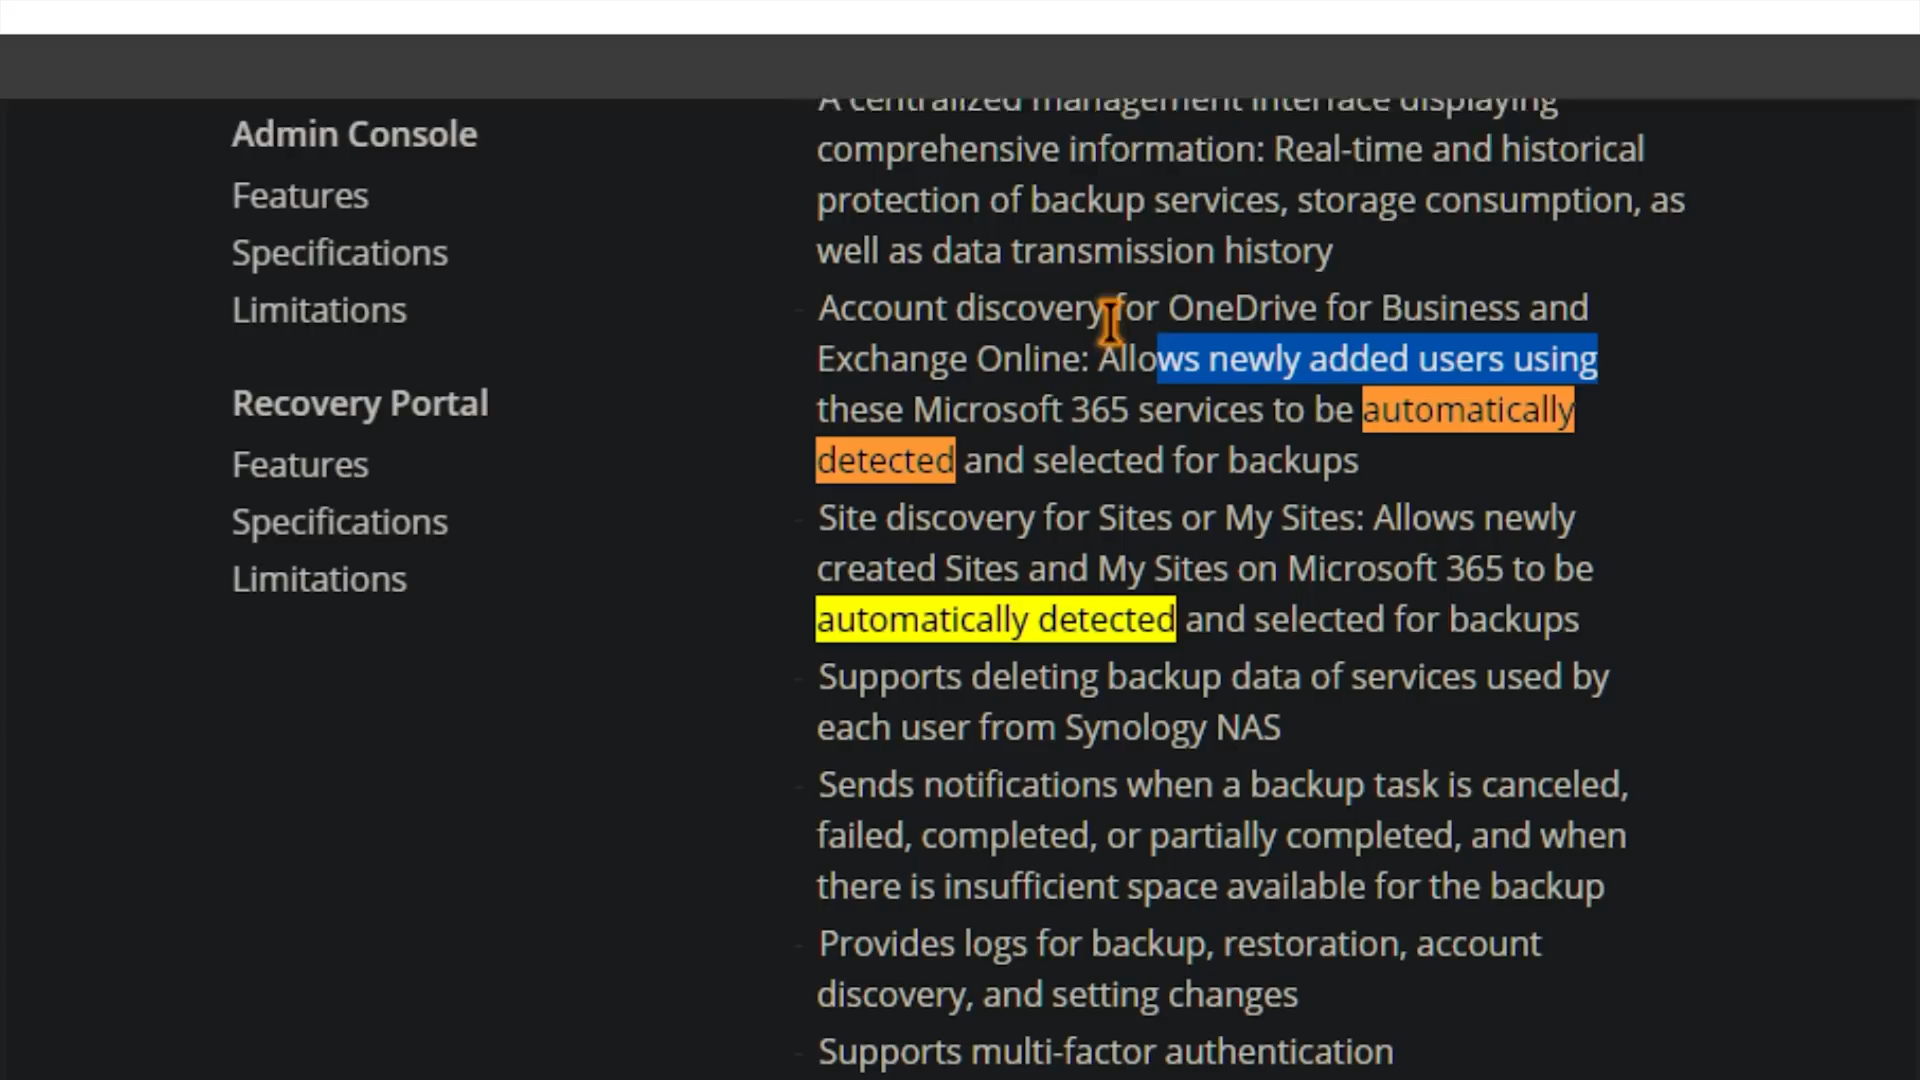 Admin Console
Features
Specifications
Limitations
Recovery Portal
Features
Specifications
Limitations
A centralized management interface displaying
comprehensive information: Real-time and historical
protection of backup services, storage consumption, as
well as data transmission history
Account discovery for OneDrive for Business and
Exchange Online: Allows newly added users using
these Microsoft 365 services to be automatically
detected and selected for backups
Site discovery for Sites or My Sites: Allows newly
created Sites and My Sites on Microsoft 365 to be
automatically detected and selected for backups
Supports deleting backup data of services used by
each user from Synology NAS
Sends notifications when a backup task is canceled,
failed, completed, or partially completed, and when
there is insufficient space available for the backup
Provides logs for backup, restoration, account
discovery, and setting changes
Supports multi-factor authentication